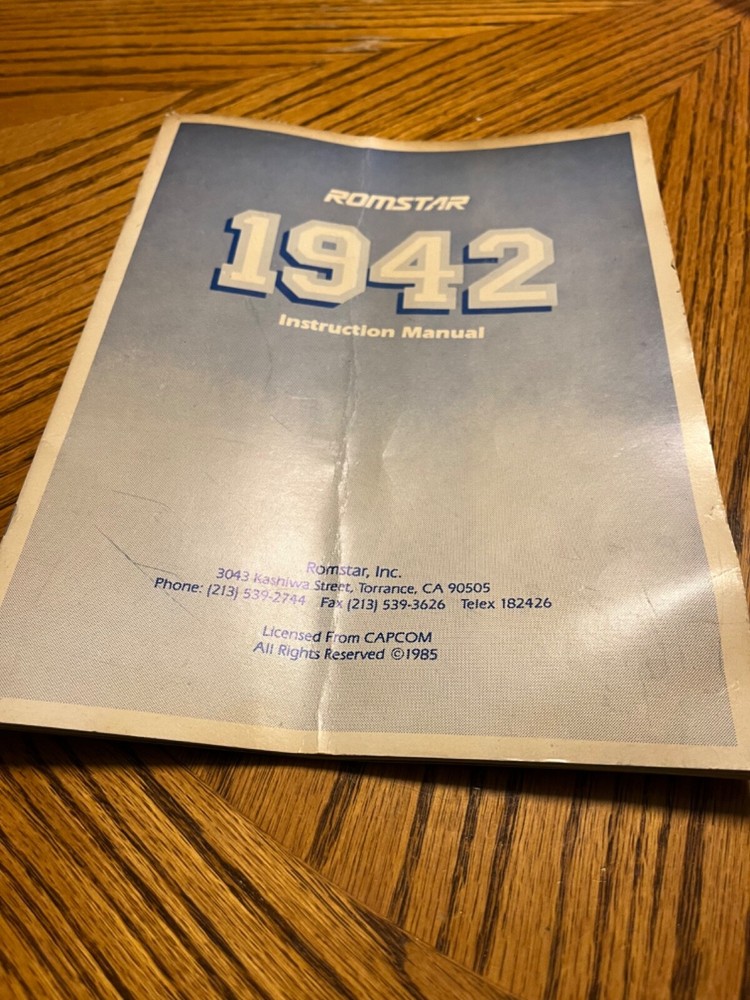 ROMSTAR
1942
Instruction Manual
Romstar, Inc.
3043 Kashiwa Street, Torrance, CA 90505
Phone: (213) 539-2744 Fax (213) 539-3626 Telex 182426
Licensed From CAPCOM
All Rights Reserved ©1985